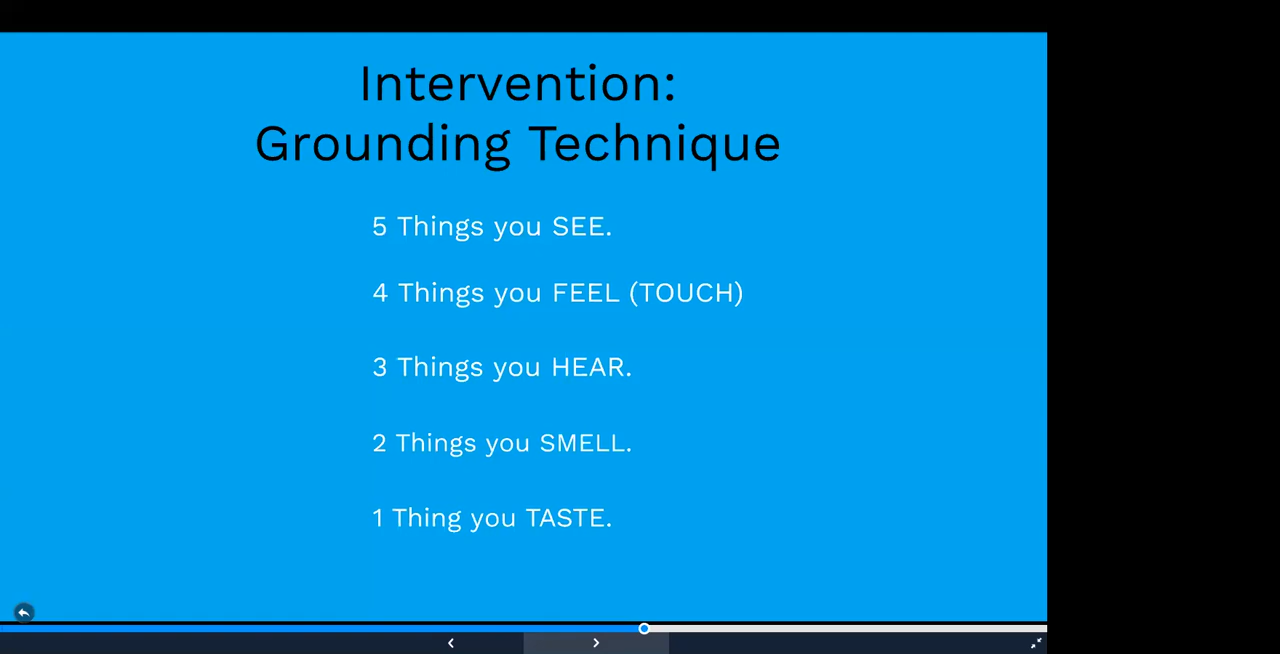 Intervention:
Grounding Technique
5 Things you SEE.
4 Things you FEEL (TOUCH)
3 Things you HEAR.
2 Things you SMELL.
1 Thing you TASTE.